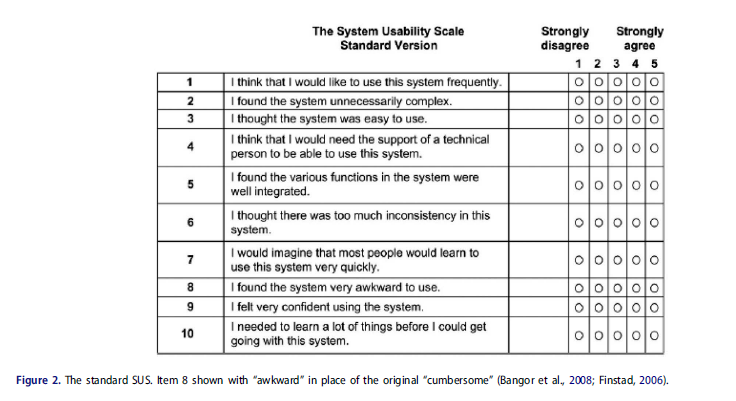 The System Usability Scale
Standard Version
Strongly disagree
Strongly agree
1 2 3 4 5
1 I think that I would like to use this system frequently.
2 I found the system unnecessarily complex.
3 I thought the system was easy to use.
4 I think that I would need the support of a technical
person to be able to use this system.
5 I found the various functions in the system were
well integrated.
6 I thought there was too much inconsistency in this
system.
7 I would imagine that most people would learn to
use this system very quickly.
8 I found the system very awkward to use.
9 I felt very confident using the system.
10 I needed to learn a lot of things before I could get
going with this system.
Figure 2. The standard SUS. Item 8 shown with "awkward" in place of the original "cumbersome" (Bangor et al., 2008; Finstad, 2006).